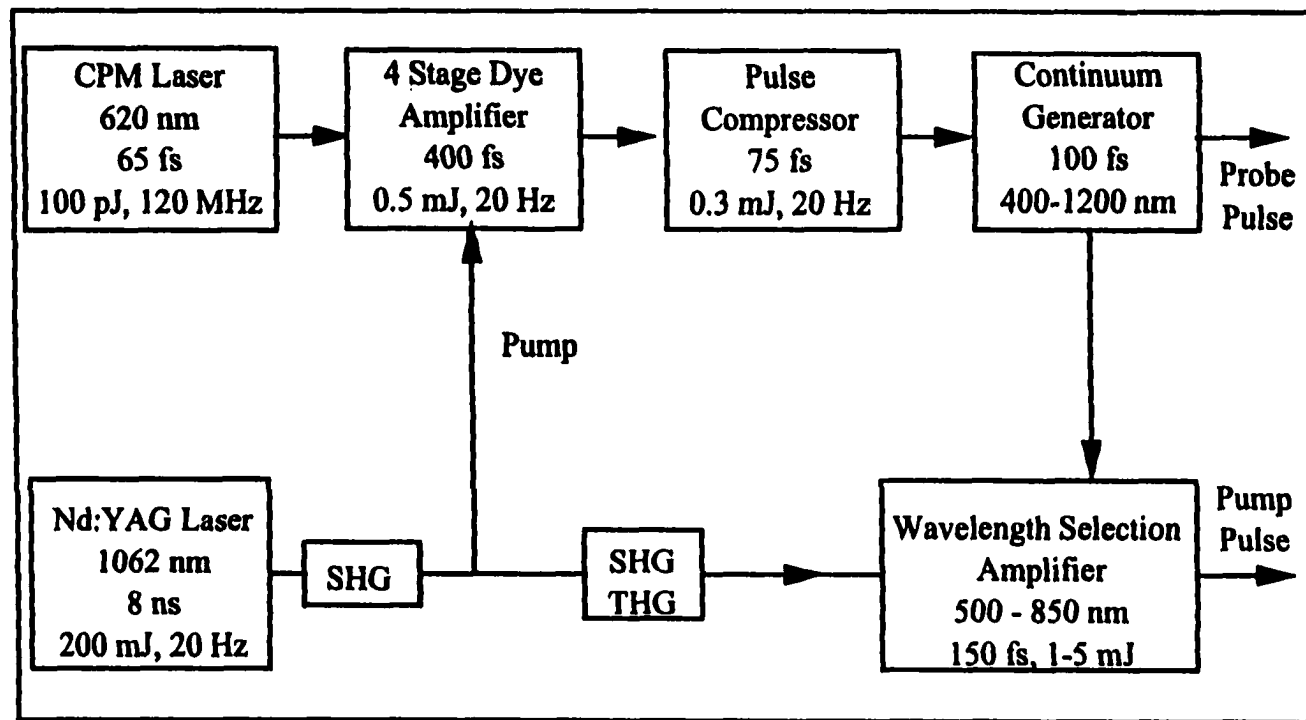 CPM Laser
620 nm
65 fs
100 pJ, 120 MHz
4 Stage Dye
Amplifier
400 fs
0.5 mJ, 20 Hz
Pulse
Compressor
75 fs
0.3 mJ, 20 Hz
Continuum
Generator
100 fs
400-1200 nm
Probe
Pulse
Pump
Nd:YAG Laser
1062 nm
8 ns
200 mJ, 20 Hz
SHG
SHG
THG
Wavelength Selection
Amplifier
500 - 850 nm
150 fs, 1-5 mJ
Pump
Pulse